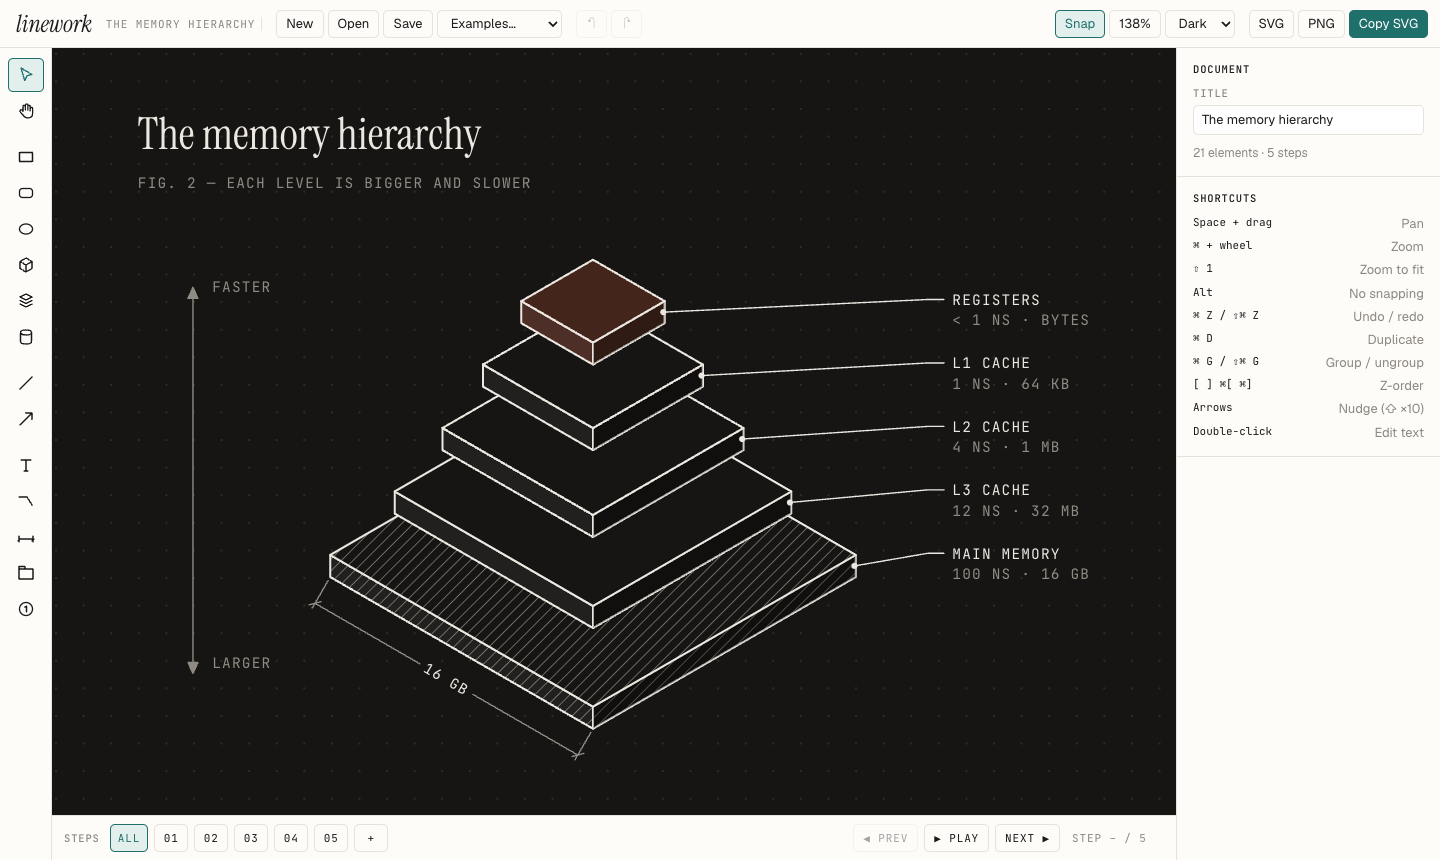 linework
THE MEMORY HIERARCHY
New
Open
Save
Examples…
Snap
138%
Dark
SVG
PNG
Copy SVG
The memory hierarchy
FIG. 2 — EACH LEVEL IS BIGGER AND SLOWER
FASTER
LARGER
REGISTERS
< 1 NS · BYTES
L1 CACHE
1 NS · 64 KB
L2 CACHE
4 NS · 1 MB
L3 CACHE
12 NS · 32 MB
MAIN MEMORY
100 NS · 16 GB
16 GB
DOCUMENT
TITLE
The memory hierarchy
21 elements · 5 steps
SHORTCUTS
Space + drag Pan
⌘ + wheel Zoom
⇧ 1 Zoom to fit
Alt No snapping
⌘ Z / ⇧⌘ Z Undo / redo
⌘ D Duplicate
⌘ G / ⇧⌘ G Group / ungroup
[ ] ⌘[ ⌘] Z-order
Arrows Nudge (⇧ ×10)
Double-click Edit text
STEPS
ALL
01
02
03
04
05
+
◀ PREV
▶ PLAY
NEXT ▶
STEP – / 5